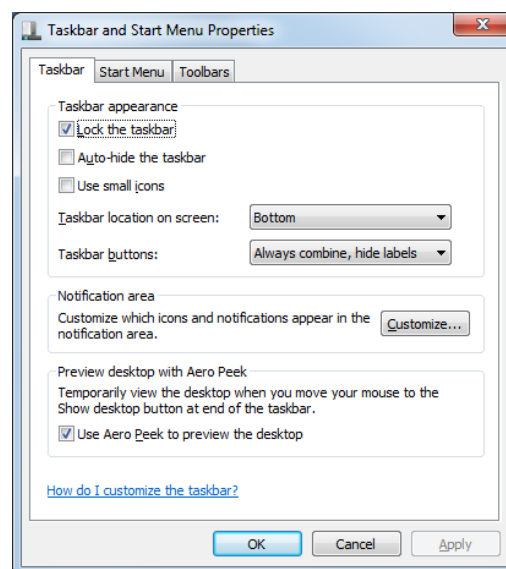 Taskbar and Start Menu Properties
Taskbar
Start Menu
Toolbars
Taskbar appearance
Lock the taskbar
Auto-hide the taskbar
Use small icons
Taskbar location on screen:
Bottom
Taskbar buttons:
Always combine, hide labels
Notification area
Customize which icons and notifications appear in the
notification area.
Customize...
Preview desktop with Aero Peek
Temporarily view the desktop when you move your mouse to the
Show desktop button at end of the taskbar.
Use Aero Peek to preview the desktop
How do I customize the taskbar?
OK
Cancel
Apply